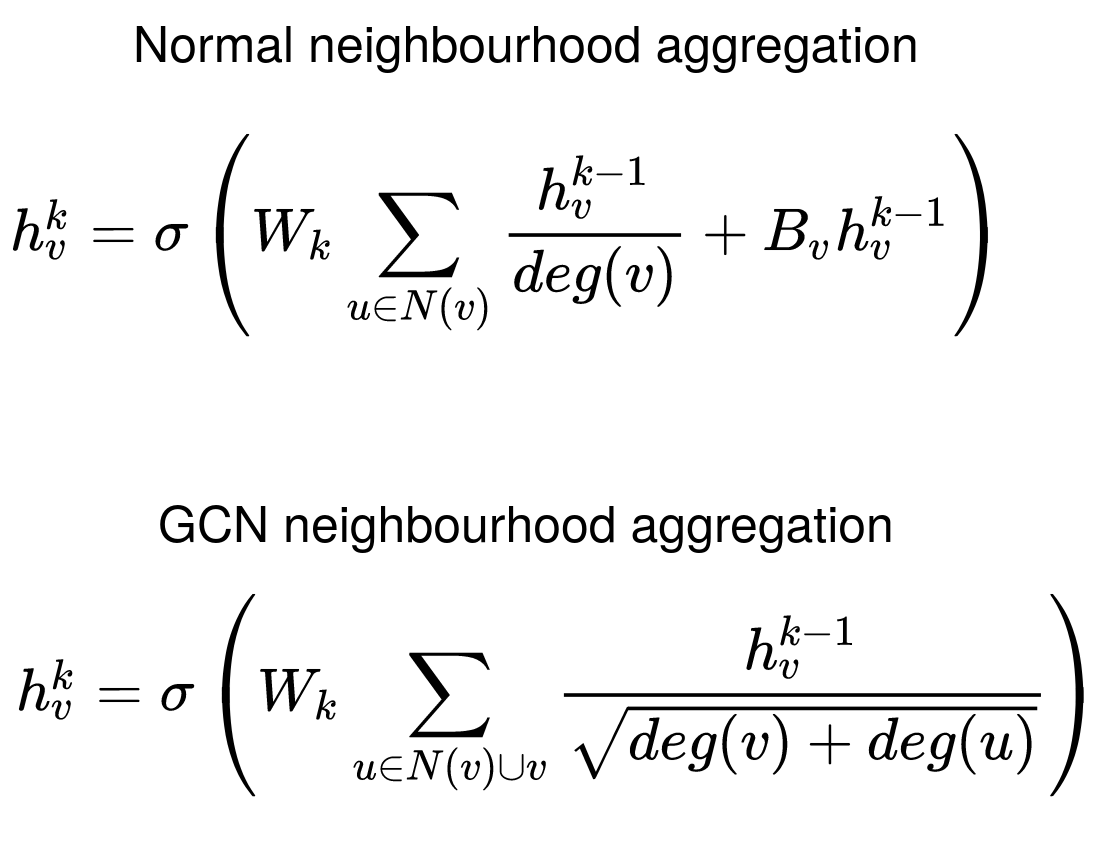 Normal neighbourhood aggregation
$h_v^k = \sigma \left( W_k \sum_{u \in N(v)} \frac{h_v^{k-1}}{deg(v)} + B_v h_v^{k-1} \right)$
GCN neighbourhood aggregation
$h_v^k = \sigma \left( W_k \sum_{u \in N(v) \cup v} \frac{h_v^{k-1}}{\sqrt{deg(v) + deg(u)}} \right)$